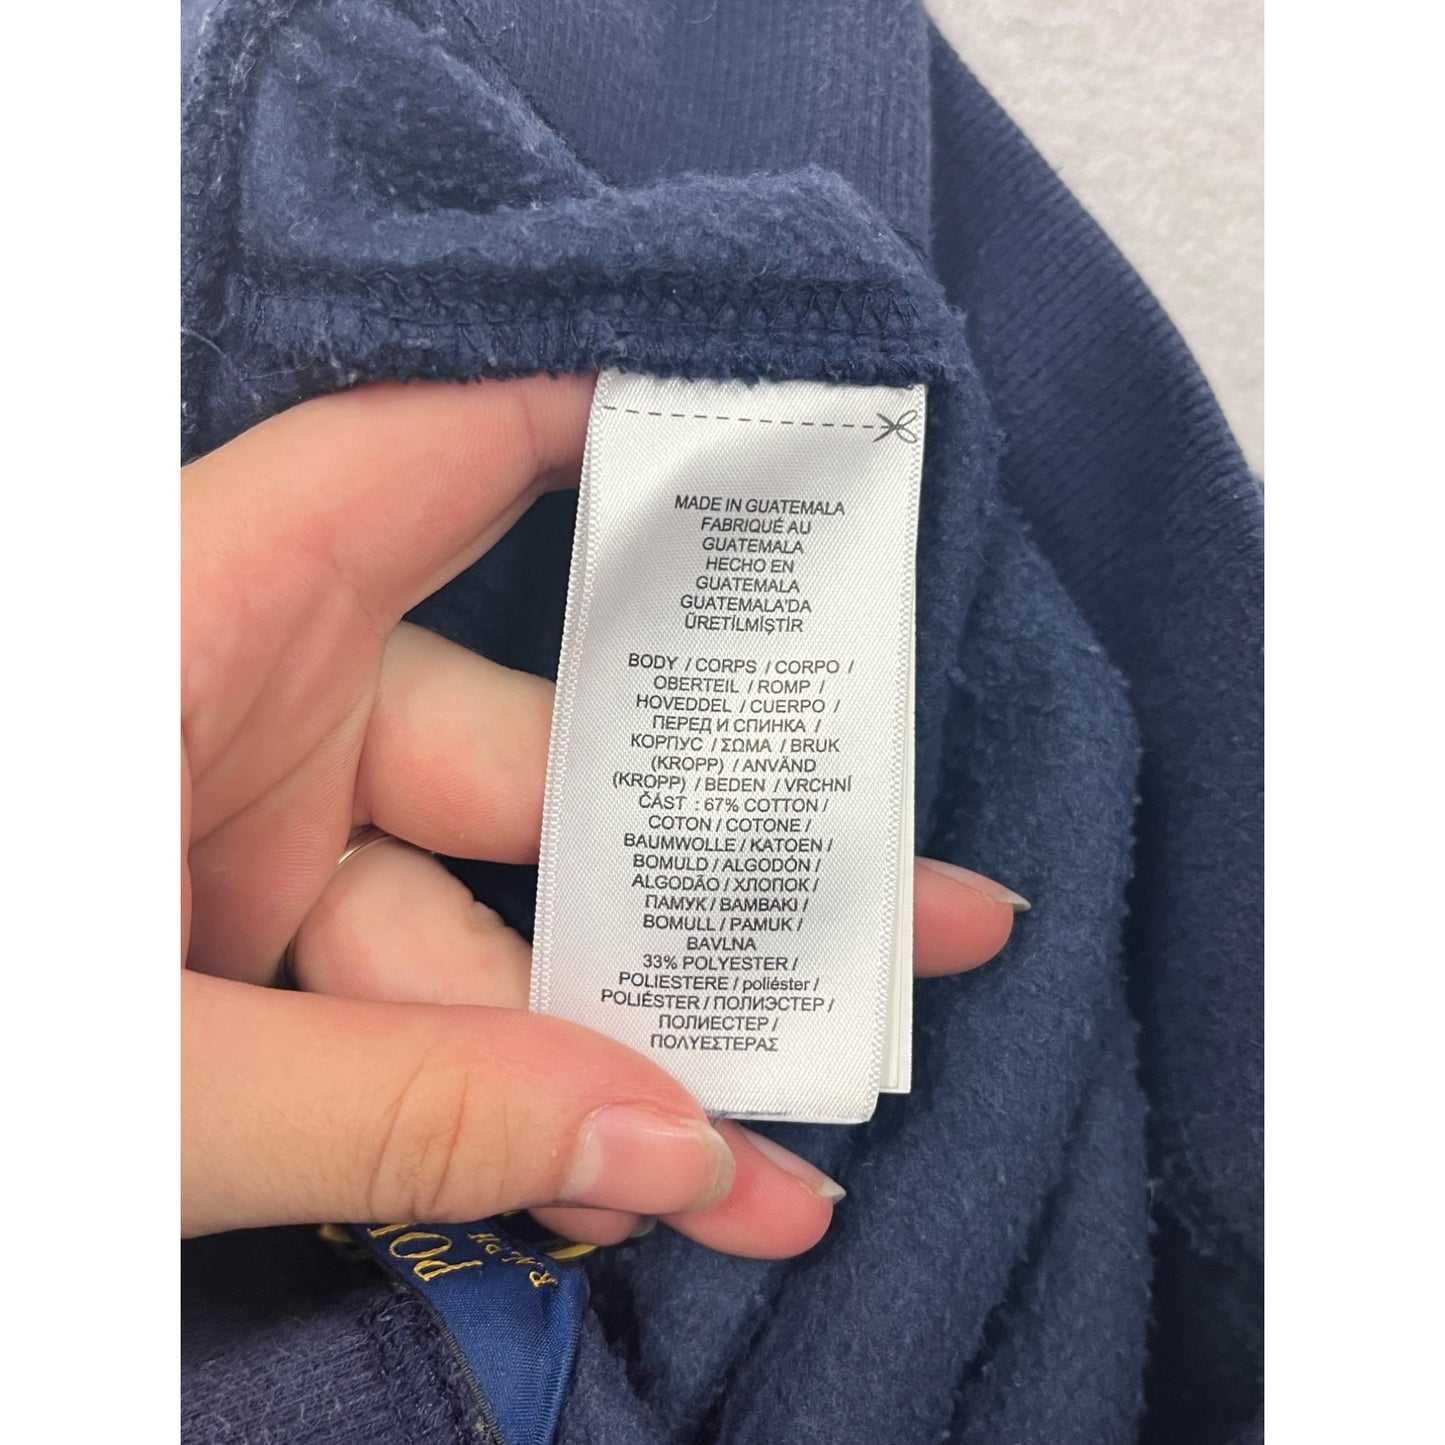 MADE IN GUATEMALA
FABRIQUÉ AU
GUATEMALA
HECHO EN
GUATEMALA
GUATEMALA'DA
ÜRETİLMİŞTİR
BODY / CORPS / CORPO /
OBERTEIL / ROMP /
HOVEDDEL / CUERPO /
ПЕРЕД И СПИНКА /
КОРПУС / ΣΩΜΑ / BRUK
(KROPP) / ANVÄND
(KROPP) / BEDEN / VRCHNÍ
ČÁST : 67% COTTON /
COTON / COTONE /
BAUMWOLLE / KATOEN /
BOMULD / ALGODÓN /
ALGODÃO / ХЛОПОК /
ПАМУК / ΒΑΜΒΑΚΙ /
BOMULL / PAMUK /
BAVLNA
33% POLYESTER /
POLIESTERE / poliéster /
POLIÉSTER / ПОЛИЭСТЕР /
ПОЛИЕСТЕР /
ΠΟΛΥΕΣΤΕΡΑΣ